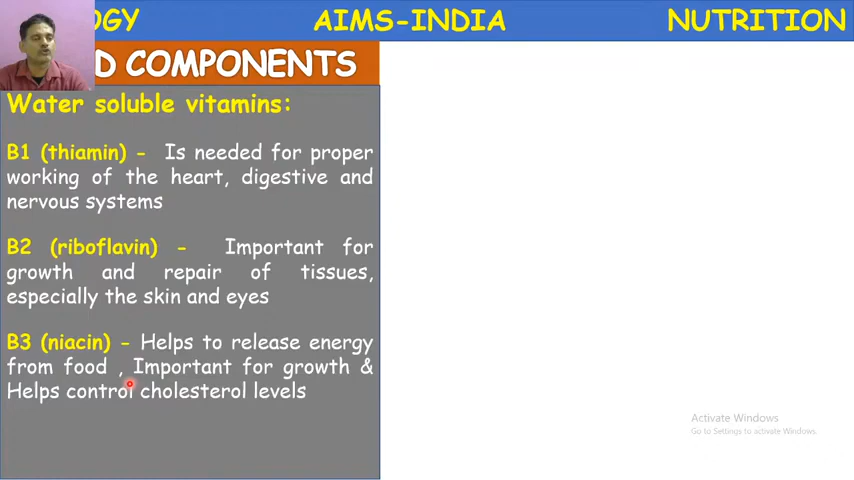 OGY AIMS-INDIA NUTRITION
D COMPONENTS
Water soluble vitamins:
B1 (thiamin) - Is needed for proper
working of the heart, digestive and
nervous systems
B2 (riboflavin) - Important for
growth and repair of tissues,
especially the skin and eyes
B3 (niacin) - Helps to release energy
from food , Important for growth &
Helps control cholesterol levels
Activate Windows
Go to Settings to activate Windows.